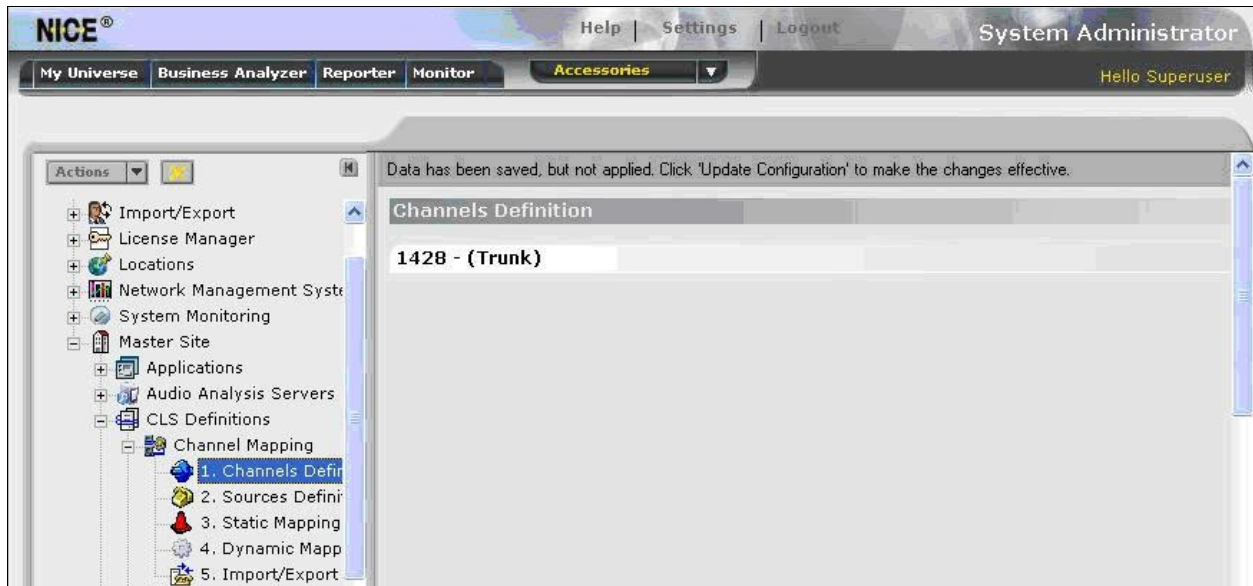 NICE®
Help | Settings | Logout
System Administrator
My Universe Business Analyzer Reporter Monitor Accessories
Hello Superuser
Actions
Data has been saved, but not applied. Click 'Update Configuration' to make the changes effective.
Import/Export
License Manager
Locations
Network Management Syste
System Monitoring
Master Site
Applications
Audio Analysis Servers
CLS Definitions
Channel Mapping
1. Channels Defin
2. Sources Defini
3. Static Mapping
4. Dynamic Mapp
5. Import/Export
Channels Definition
1428 - (Trunk)